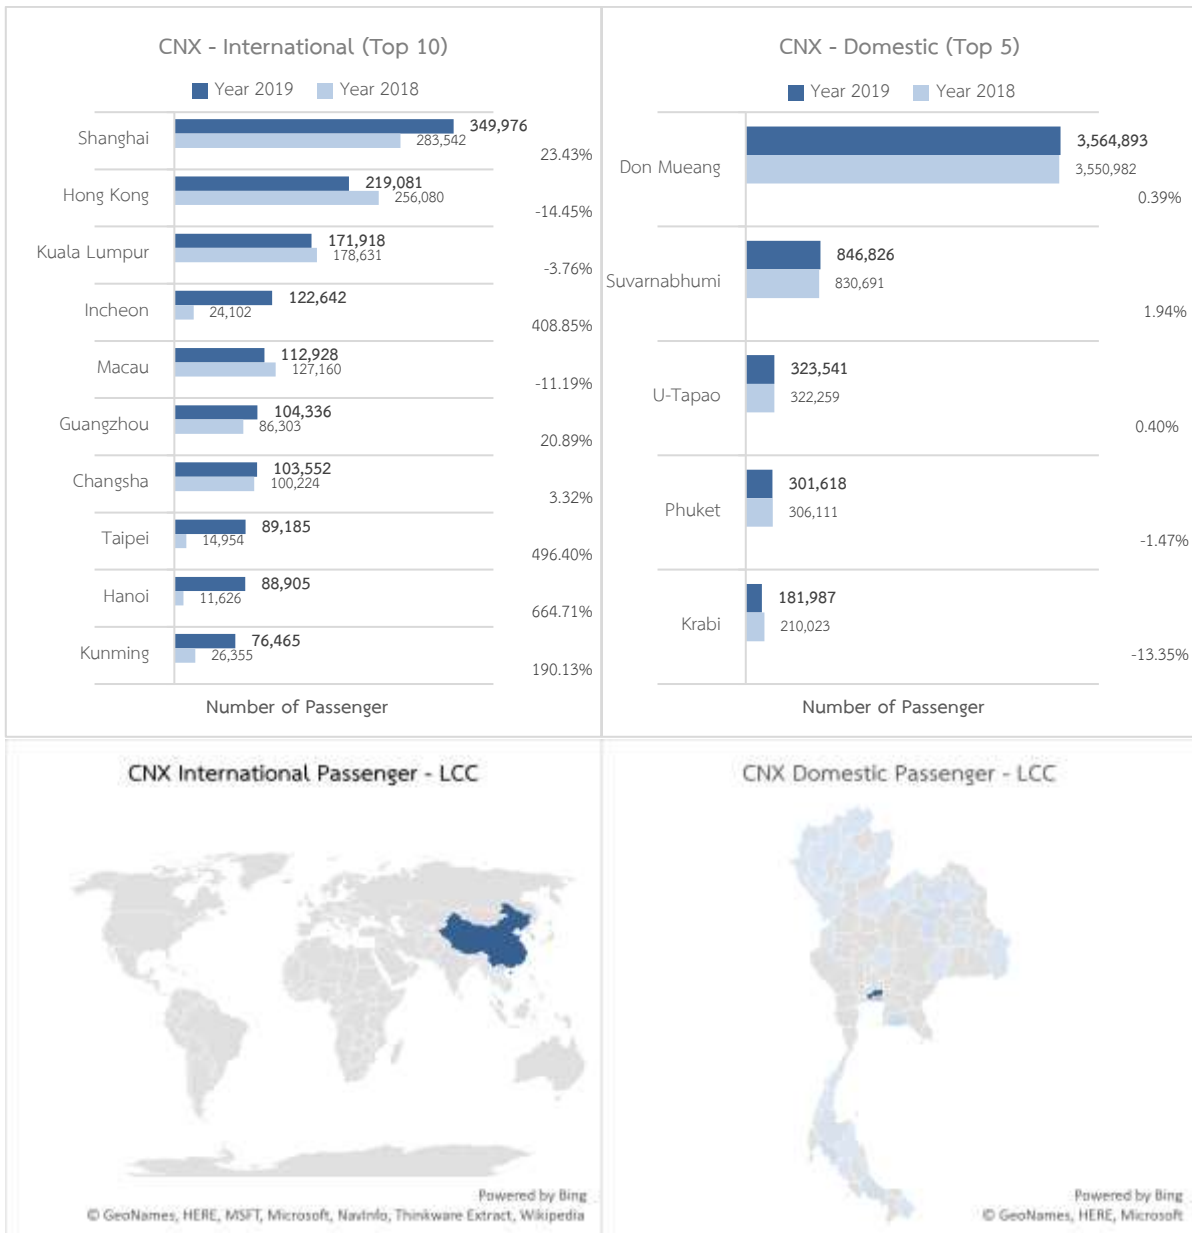 CNX - International (Top 10)
Year 2019 Year 2018
Shanghai 349,976
283,542
23.43%
Hong Kong 219,081
256,080
-14.45%
Kuala Lumpur 171,918
178,631
-3.76%
Incheon 122,642
24,102
408.85%
Macau 112,928
127,160
-11.19%
Guangzhou 104,336
86,303
20.89%
Changsha 103,552
100,224
3.32%
Taipei 89,185
14,954
496.40%
Hanoi 88,905
11,626
664.71%
Kunming 76,465
26,355
190.13%
Number of Passenger
CNX - Domestic (Top 5)
Year 2019 Year 2018
Don Mueang 3,564,893
3,550,982
0.39%
Suvarnabhumi 846,826
830,691
1.94%
U-Tapao 323,541
322,259
0.40%
Phuket 301,618
306,111
-1.47%
Krabi 181,987
210,023
-13.35%
Number of Passenger
CNX International Passenger - LCC
Powered by Bing
© GeoNames, HERE, MSFT, Microsoft, NavInfo, Thinkware Extract, Wikipedia
CNX Domestic Passenger - LCC
Powered by Bing
© GeoNames, HERE, Microsoft